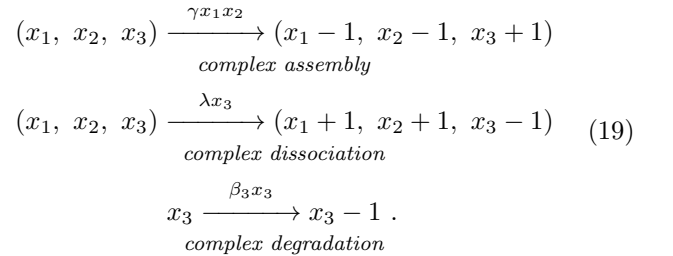 γx₁x₂
(x₁, x₂, x₃) ⟶ (x₁ − 1, x₂ − 1, x₃ + 1)
complex assembly
λx₃
(x₁, x₂, x₃) ⟶ (x₁ + 1, x₂ + 1, x₃ − 1) (19)
complex dissociation
β₃x₃
x₃ ⟶ x₃ − 1 .
complex degradation